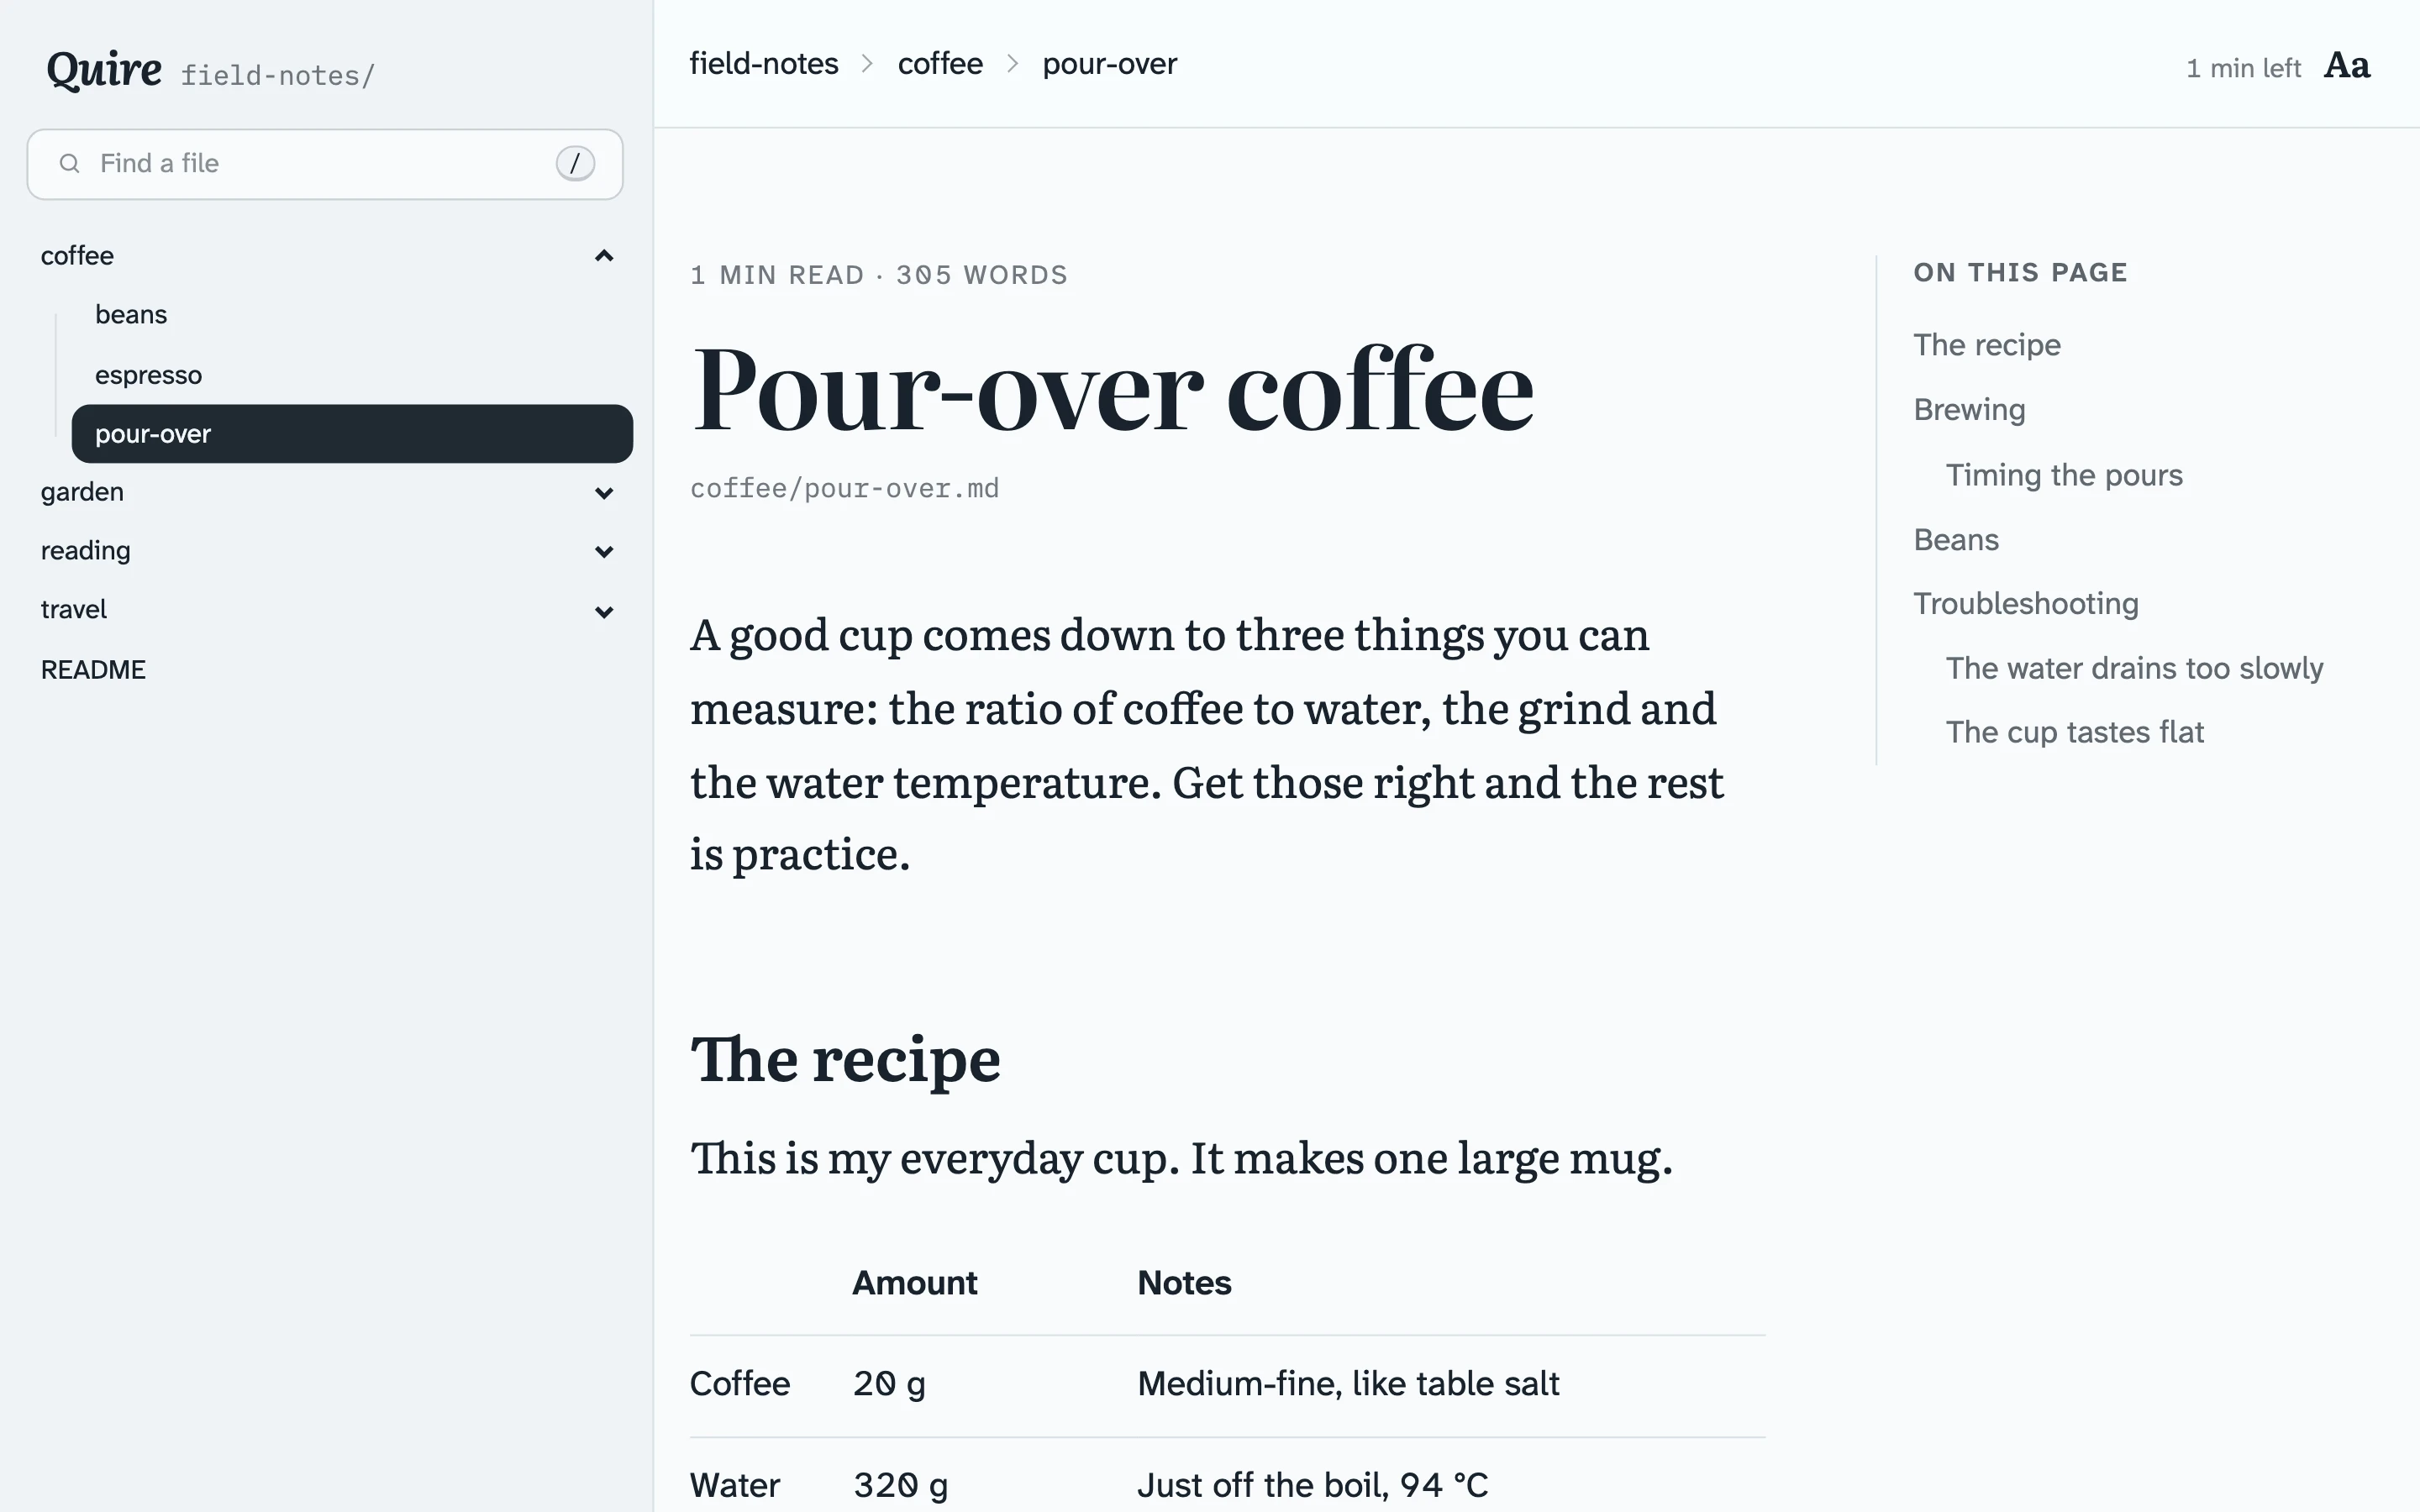 Quire field-notes/
Find a file /
coffee
beans
espresso
pour-over
garden
reading
travel
README
field-notes > coffee > pour-over
1 min left Aa
1 MIN READ · 305 WORDS
Pour-over coffee
coffee/pour-over.md
A good cup comes down to three things you can
measure: the ratio of coffee to water, the grind and
the water temperature. Get those right and the rest
is practice.
The recipe
This is my everyday cup. It makes one large mug.
Amount Notes
Coffee 20 g Medium-fine, like table salt
Water 320 g Just off the boil, 94 °C
ON THIS PAGE
The recipe
Brewing
Timing the pours
Beans
Troubleshooting
The water drains too slowly
The cup tastes flat